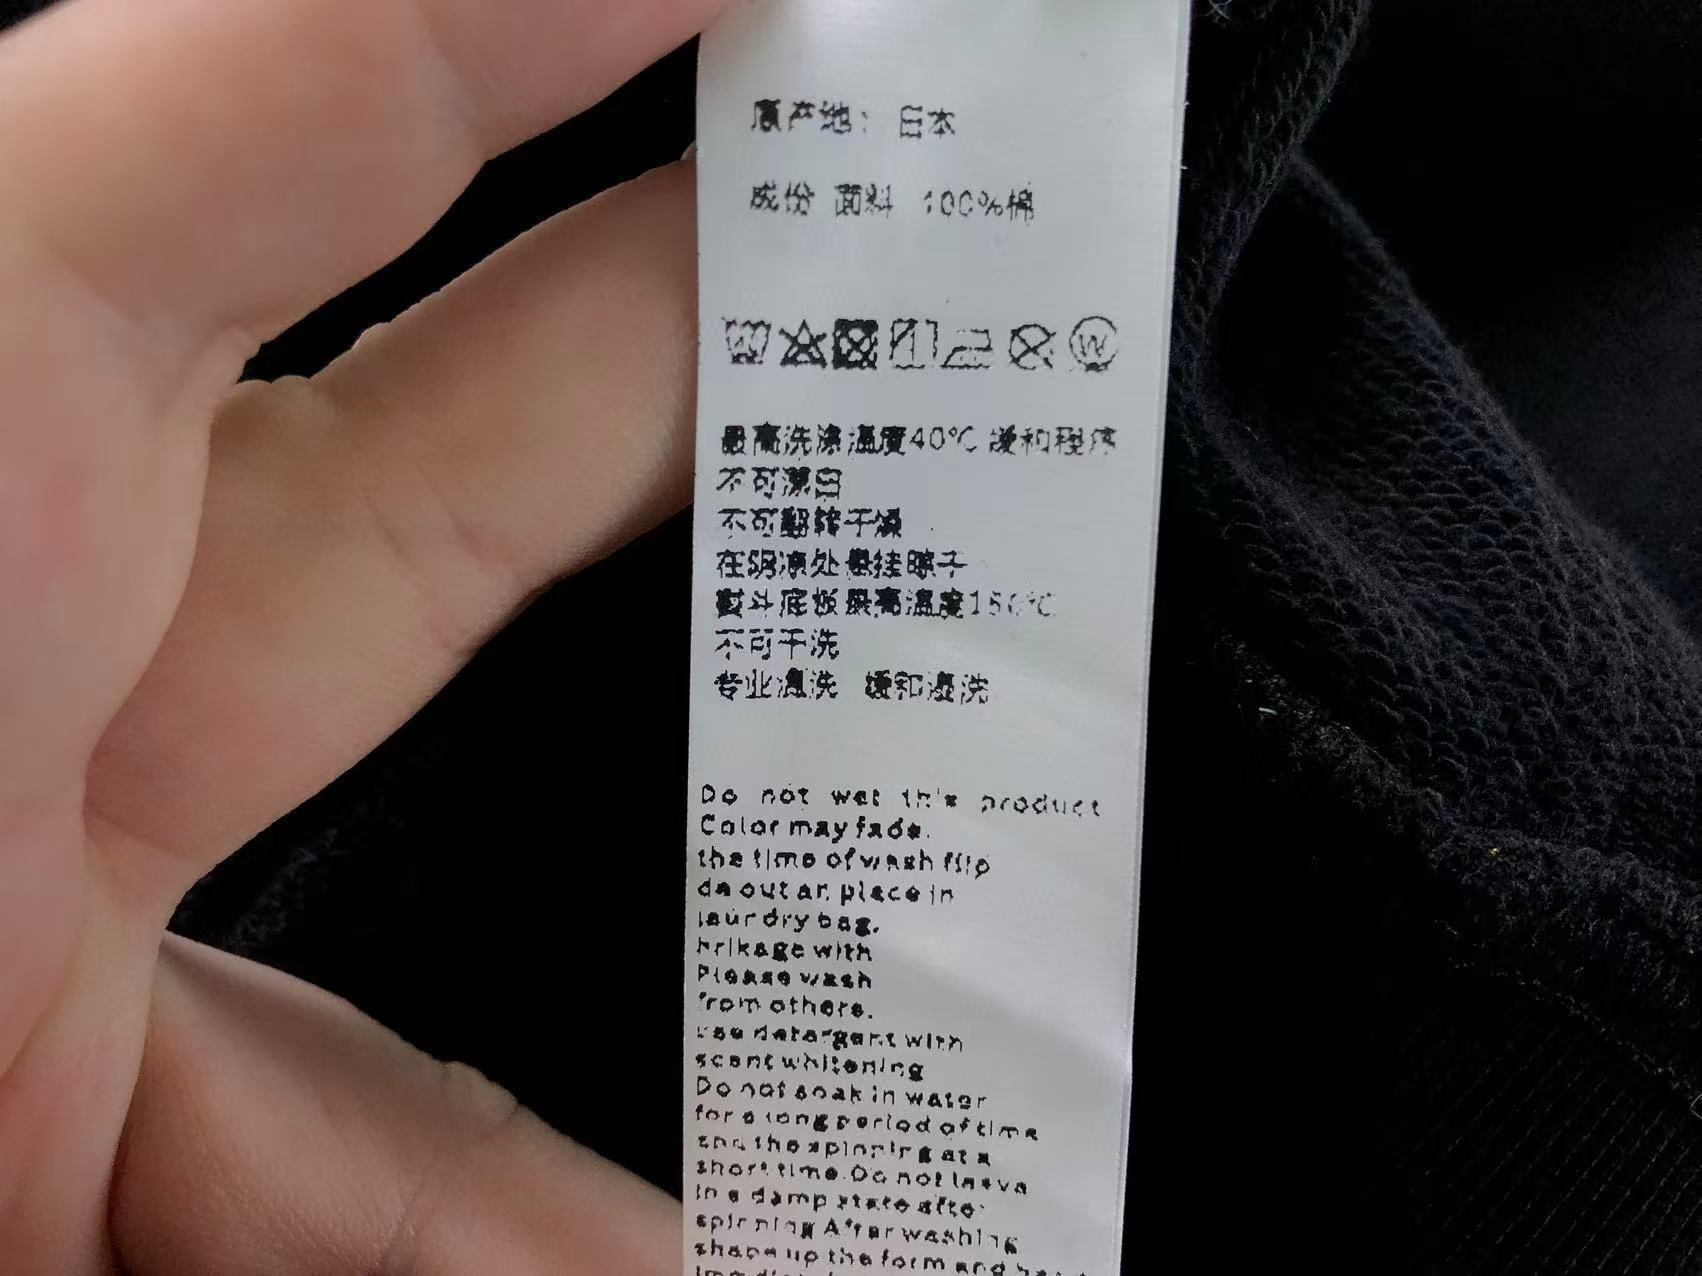 原产地：日本
成份 面料 100%棉
W
最高洗涤温度40℃ 缓和程序
不可漂白
不可翻转干燥
在阴凉处悬挂晾干
熨斗底板最高温度150℃
不可干洗
专业湿洗 缓和湿洗
Do not wet this product
Color may fade.
the time of wash flip
de out an place in
laundry bag.
hrikage with
Please wash
from others.
use detergent with
scent whitening
Do not soak in water
for a long period of time
and the spinning at a
short time.Do not leave
in a damp state after
spinning After washing
shape up the form and